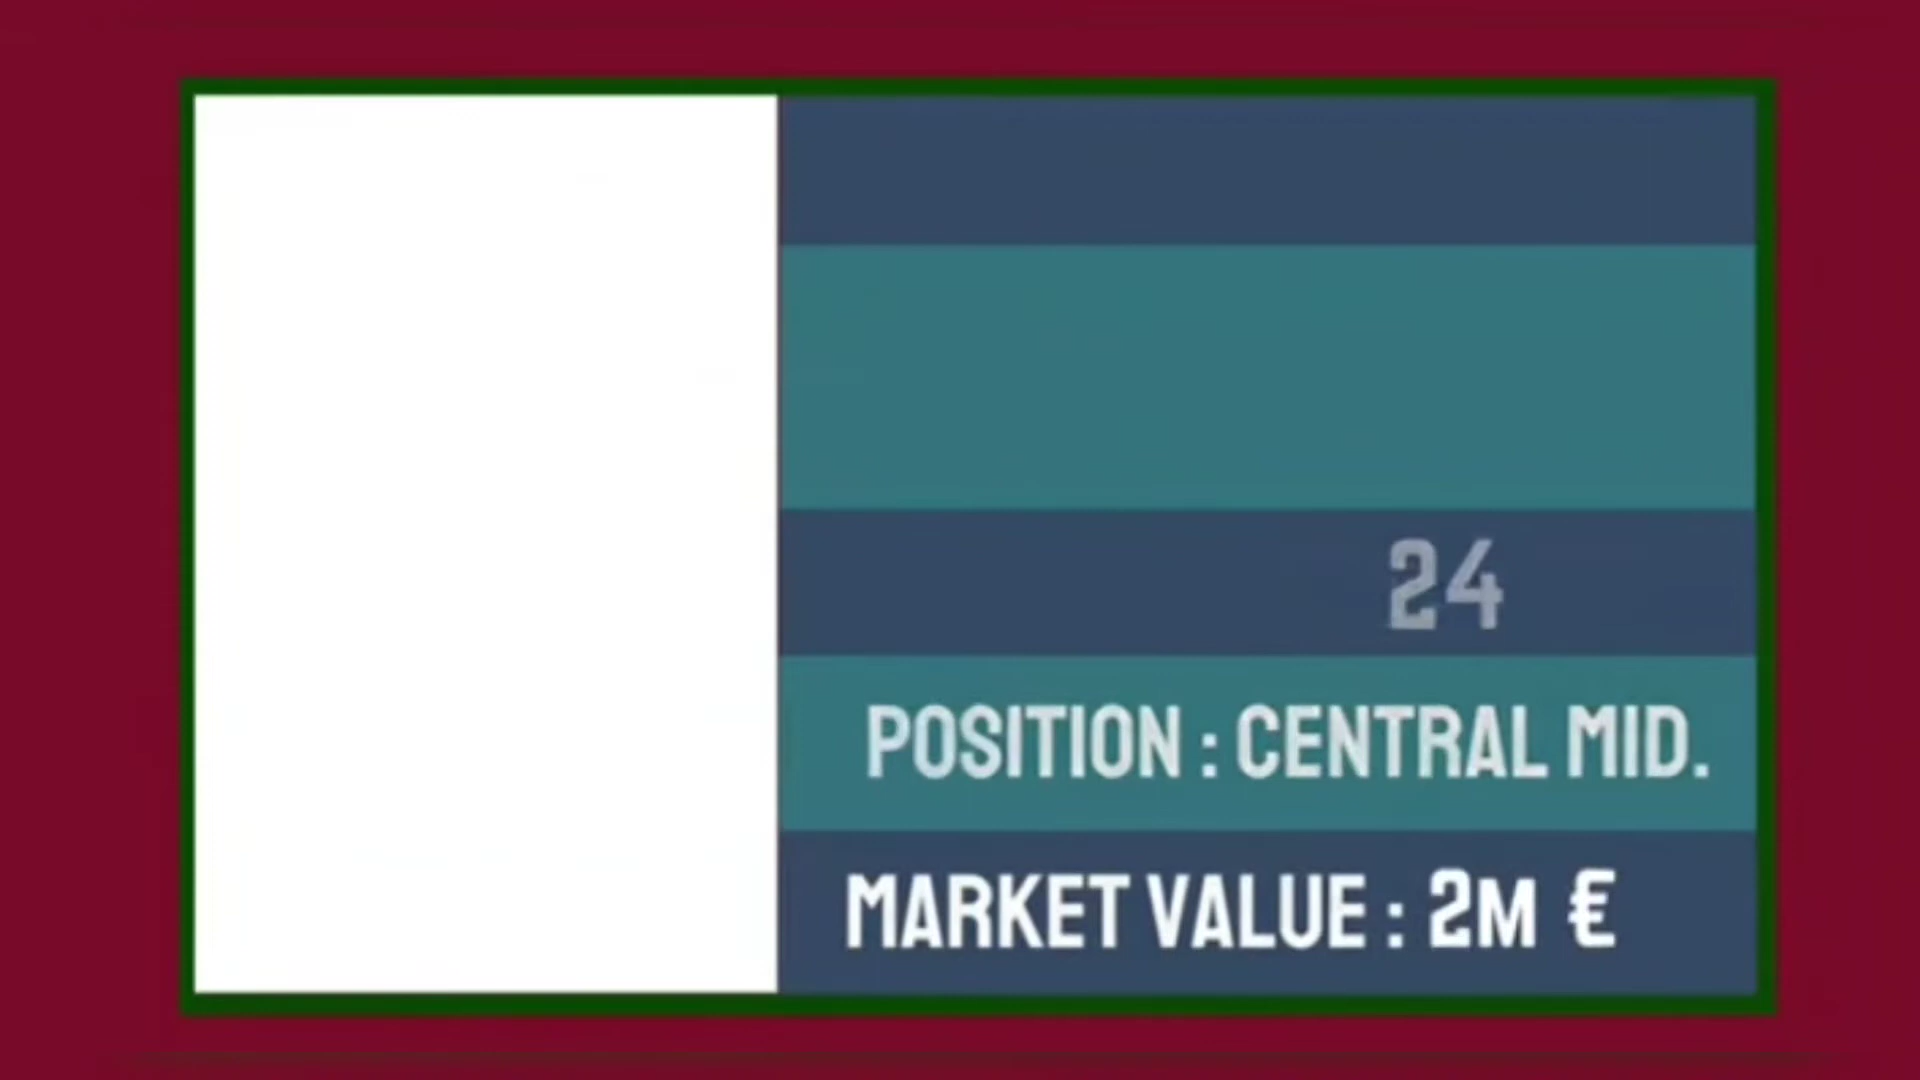 24
POSITION : CENTRAL MID.
MARKET VALUE : 2M €